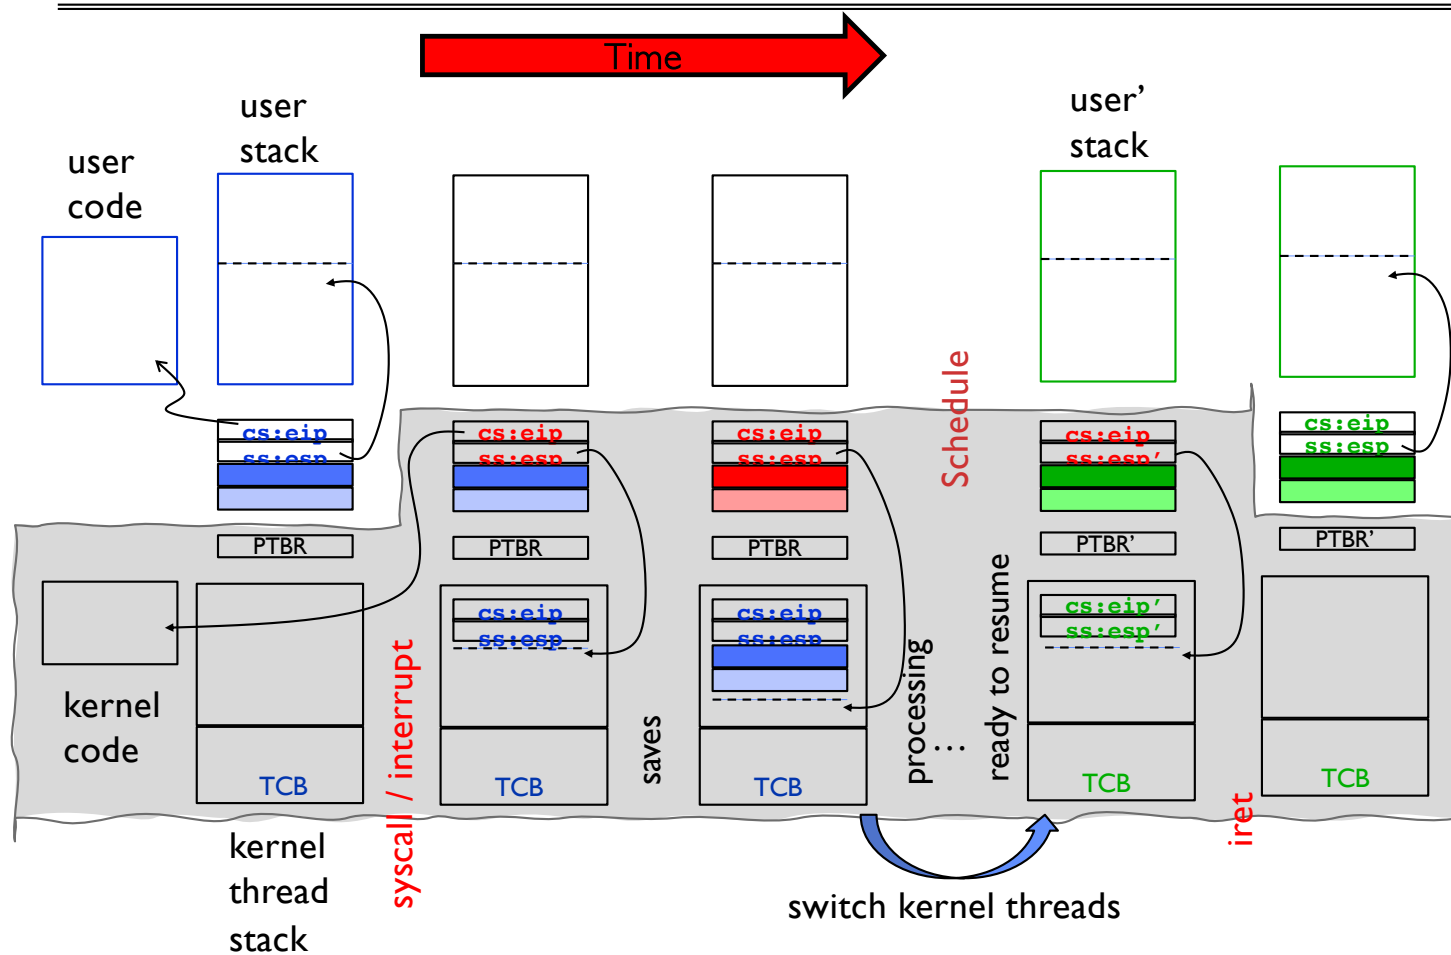 Time
user
stack
user
code
user’
stack
cs:eip
ss:esp
cs:eip
ss:esp
cs:eip
ss:esp
Schedule
cs:eip
ss:esp’
cs:eip
ss:esp
PTBR
PTBR
PTBR
PTBR'
PTBR'
cs:eip
ss:esp
cs:eip
ss:esp
cs:eip’
ss:esp’
kernel
code
TCB
syscall / interrupt
TCB
saves
TCB
processing
...
ready to resume
TCB
iret
TCB
kernel
thread
stack
switch kernel threads